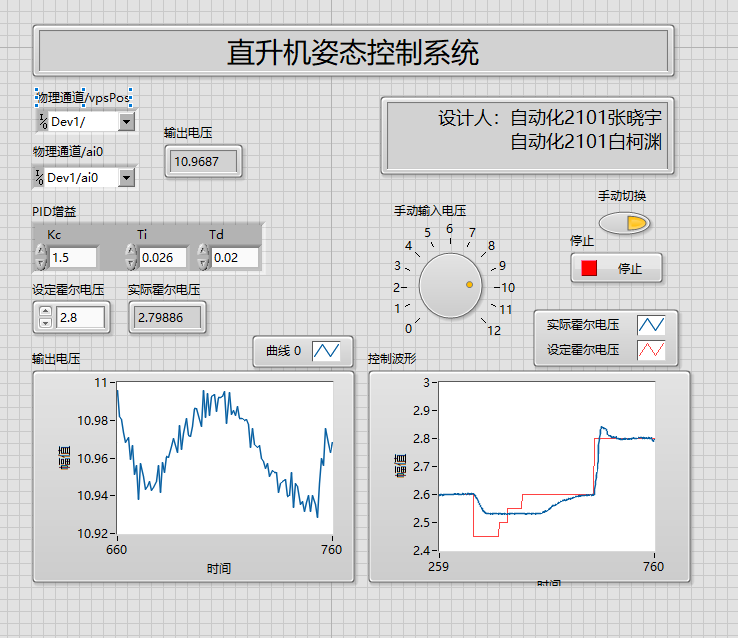 直升机姿态控制系统
物理通道/vpsPos
Dev1/
输出电压
10.9687
物理通道/ai0
Dev1/ai0
设计人：自动化2101张晓宇
自动化2101白柯渊
PID增益
Kc
Ti
Td
1.5
0.026
0.02
手动输入电压
0
1
2
3
4
5
6
7
8
9
10
11
12
手动切换
停止
停止
设定霍尔电压
实际霍尔电压
2.8
2.79886
实际霍尔电压
设定霍尔电压
输出电压
曲线 0
幅值
11
10.98
10.96
10.94
10.92
660
760
时间
控制波形
幅值
3
2.9
2.8
2.7
2.6
2.5
2.4
259
760
时间